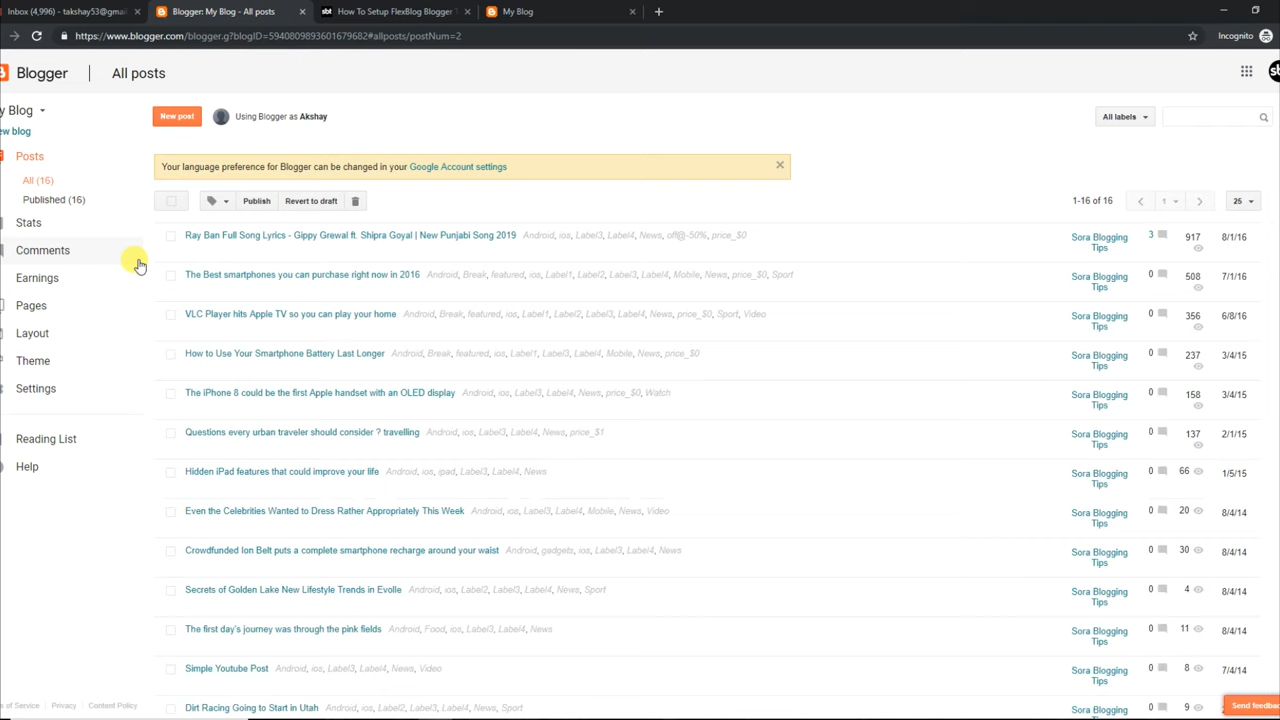 Inbox (4,996) - takshay53@gmail
Blogger: My Blog - All posts
How To Setup FlexBlog Blogger T
My Blog
https://www.blogger.com/blogger.g?blogID=5940809893601679682#allposts/postNum=2
Incognito
Blogger
All posts
y Blog
New post
Using Blogger as Akshay
All labels
ew blog
Posts
Your language preference for Blogger can be changed in your Google Account settings
All (16)
Published (16)
Publish
Revert to draft
1-16 of 16
1
25
Stats
Comments
Earnings
Pages
Layout
Theme
Settings
Reading List
Help
Ray Ban Full Song Lyrics - Gippy Grewal ft. Shipra Goyal | New Punjabi Song 2019 Android, ios, Label3, Label4, News, off@-50%, price_$0
Sora Blogging Tips
3
917
8/1/16
The Best smartphones you can purchase right now in 2016 Android, Break, featured, ios, Label1, Label2, Label3, Label4, Mobile, News, price_$0, Sport
Sora Blogging Tips
0
508
7/1/16
VLC Player hits Apple TV so you can play your home Android, Break, featured, ios, Label1, Label2, Label3, Label4, News, price_$0, Sport, Video
Sora Blogging Tips
0
356
6/8/16
How to Use Your Smartphone Battery Last Longer Android, Break, featured, ios, Label1, Label3, Label4, Mobile, News, price_$0
Sora Blogging Tips
0
237
3/4/15
The iPhone 8 could be the first Apple handset with an OLED display Android, ios, Label3, Label4, News, price_$0, Watch
Sora Blogging Tips
0
158
3/4/15
Questions every urban traveler should consider ? travelling Android, ios, Label3, Label4, News, price_$1
Sora Blogging Tips
0
137
2/1/15
Hidden iPad features that could improve your life Android, ios, ipad, Label3, Label4, News
Sora Blogging Tips
0
66
1/5/15
Even the Celebrities Wanted to Dress Rather Appropriately This Week Android, ios, Label3, Label4, Mobile, News, Video
Sora Blogging Tips
0
20
8/4/14
Crowdfunded Ion Belt puts a complete smartphone recharge around your waist Android, gadgets, ios, Label3, Label4, News
Sora Blogging Tips
0
30
8/4/14
Secrets of Golden Lake New Lifestyle Trends in Evolle Android, ios, Label2, Label3, Label4, News, Sport
Sora Blogging Tips
0
4
8/4/14
The first day's journey was through the pink fields Android, Food, ios, Label3, Label4, News
Sora Blogging Tips
0
11
8/4/14
Simple Youtube Post Android, ios, Label3, Label4, News, Video
Sora Blogging Tips
0
8
7/4/14
Dirt Racing Going to Start in Utah Android, ios, Label2, Label3, Label4, News, Sport
Sora Blogging
0
9
2/4/14
s of Service
Privacy
Content Policy
Send feedbac